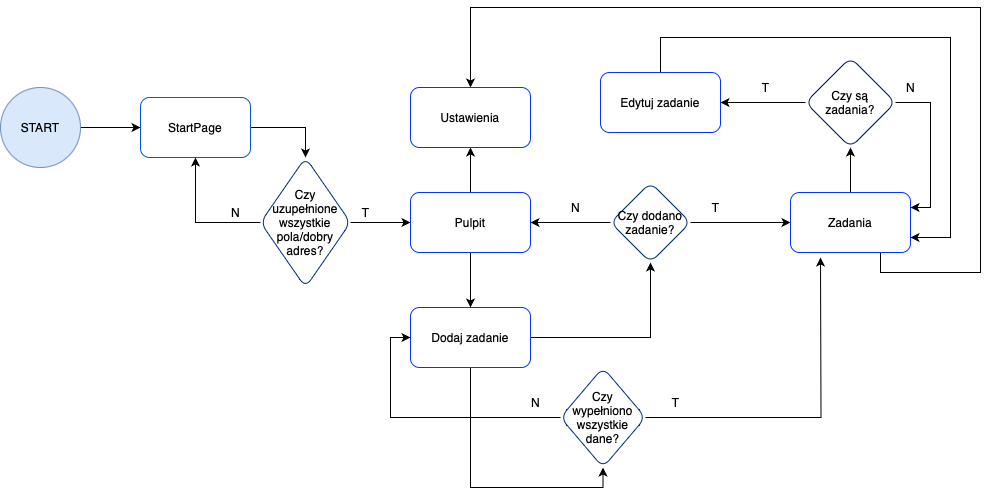 START
StartPage
Czy
uzupełnione
wszystkie
pola/dobry
adres?
N
T
Ustawienia
Pulpit
Dodaj zadanie
Czy dodano
zadanie?
N
T
Czy
wypełniono
wszystkie
dane?
N
T
Zadania
Czy są
zadania?
T
N
Edytuj zadanie